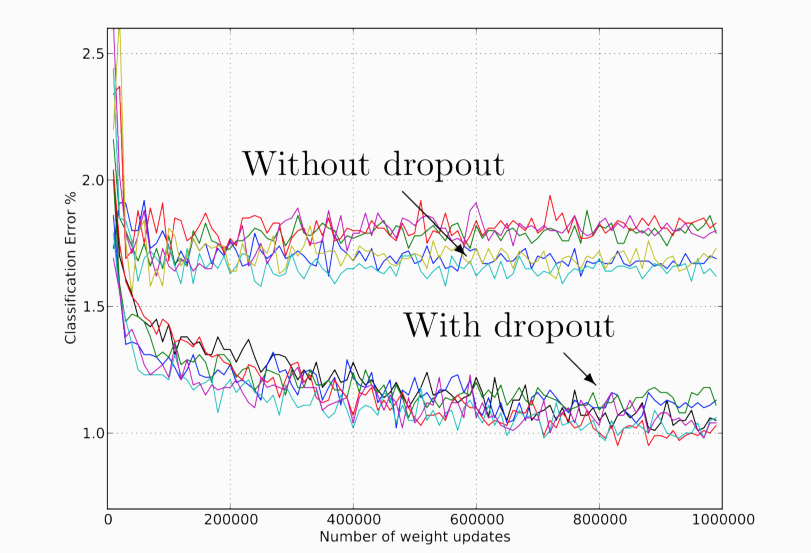 2.5
Without dropout
2.0
Classification Error %
1.5
With dropout
1.0
0 200000 400000 600000 800000 1000000
Number of weight updates